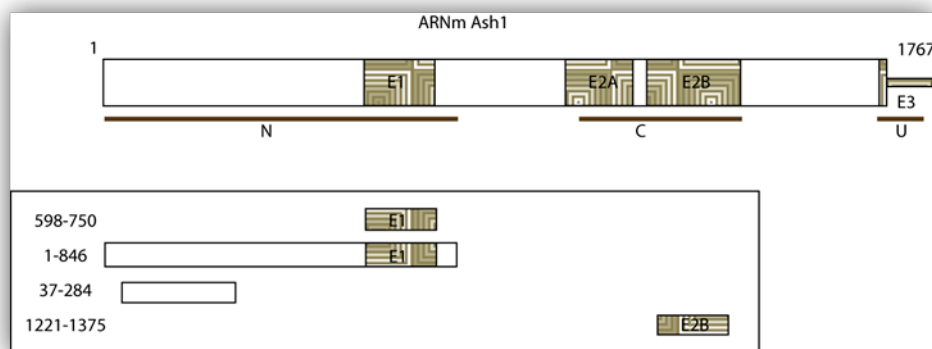 ARNm Ash1
1 1767
E1 E2A E2B
E3
N C U
598-750 E1
1-846 E1
37-284
1221-1375 E2B